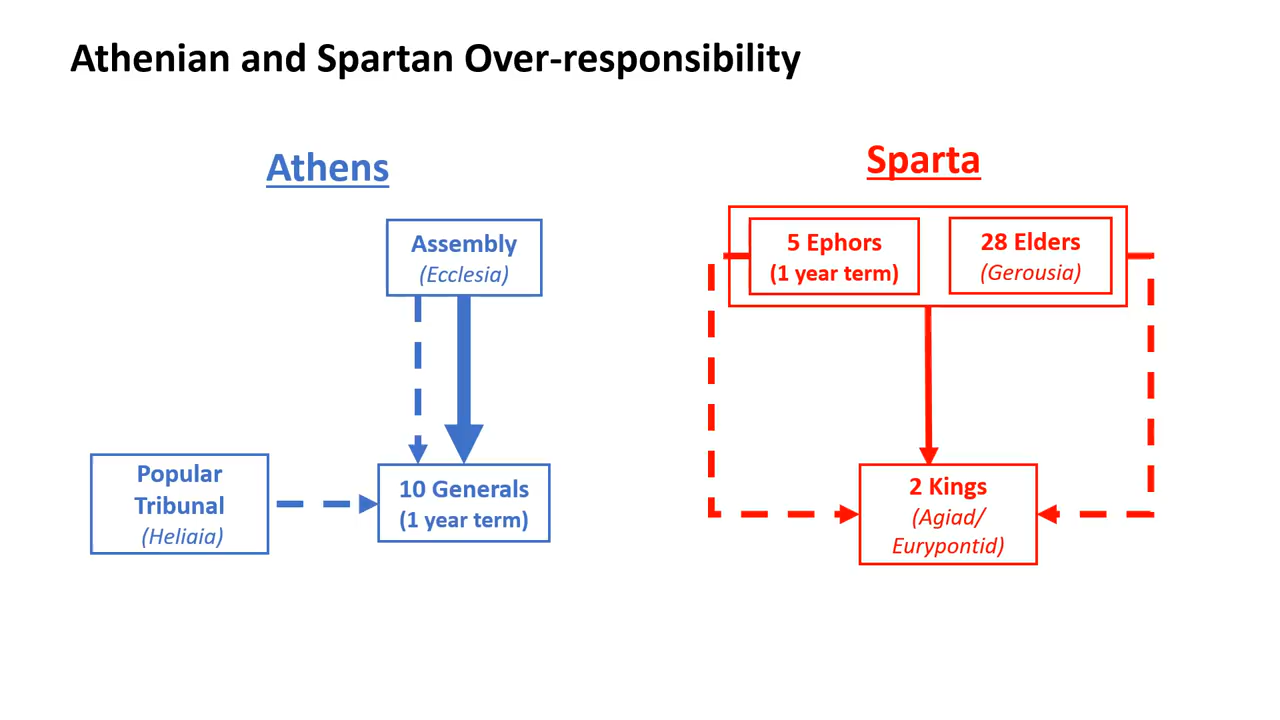 Athenian and Spartan Over-responsibility
Athens
Assembly
(Ecclesia)
Popular
Tribunal
(Heliaia)
10 Generals
(1 year term)
Sparta
5 Ephors
(1 year term)
28 Elders
(Gerousia)
2 Kings
(Agiad/
Eurypontid)